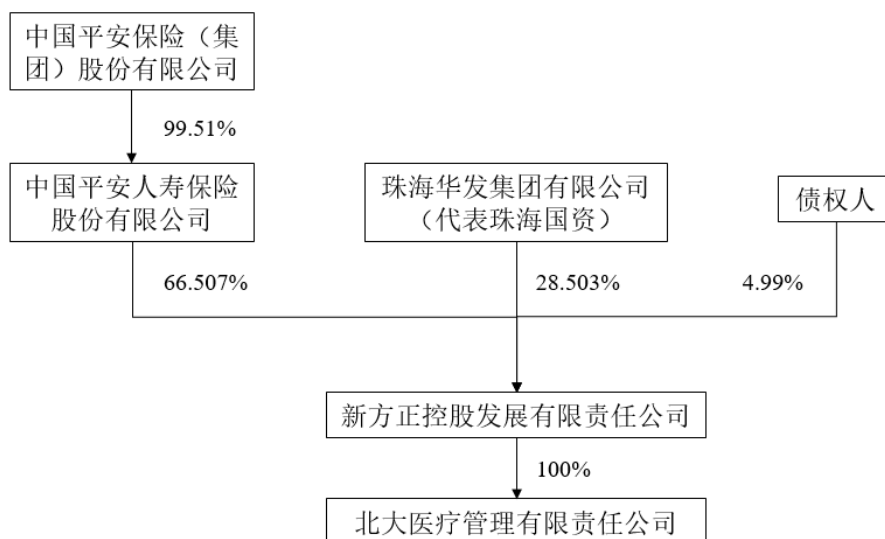 中国平安保险（集
团）股份有限公司
99.51%
中国平安人寿保险
股份有限公司
珠海华发集团有限公司
（代表珠海国资）
债权人
66.507%
28.503%
4.99%
新方正控股发展有限责任公司
100%
北大医疗管理有限责任公司